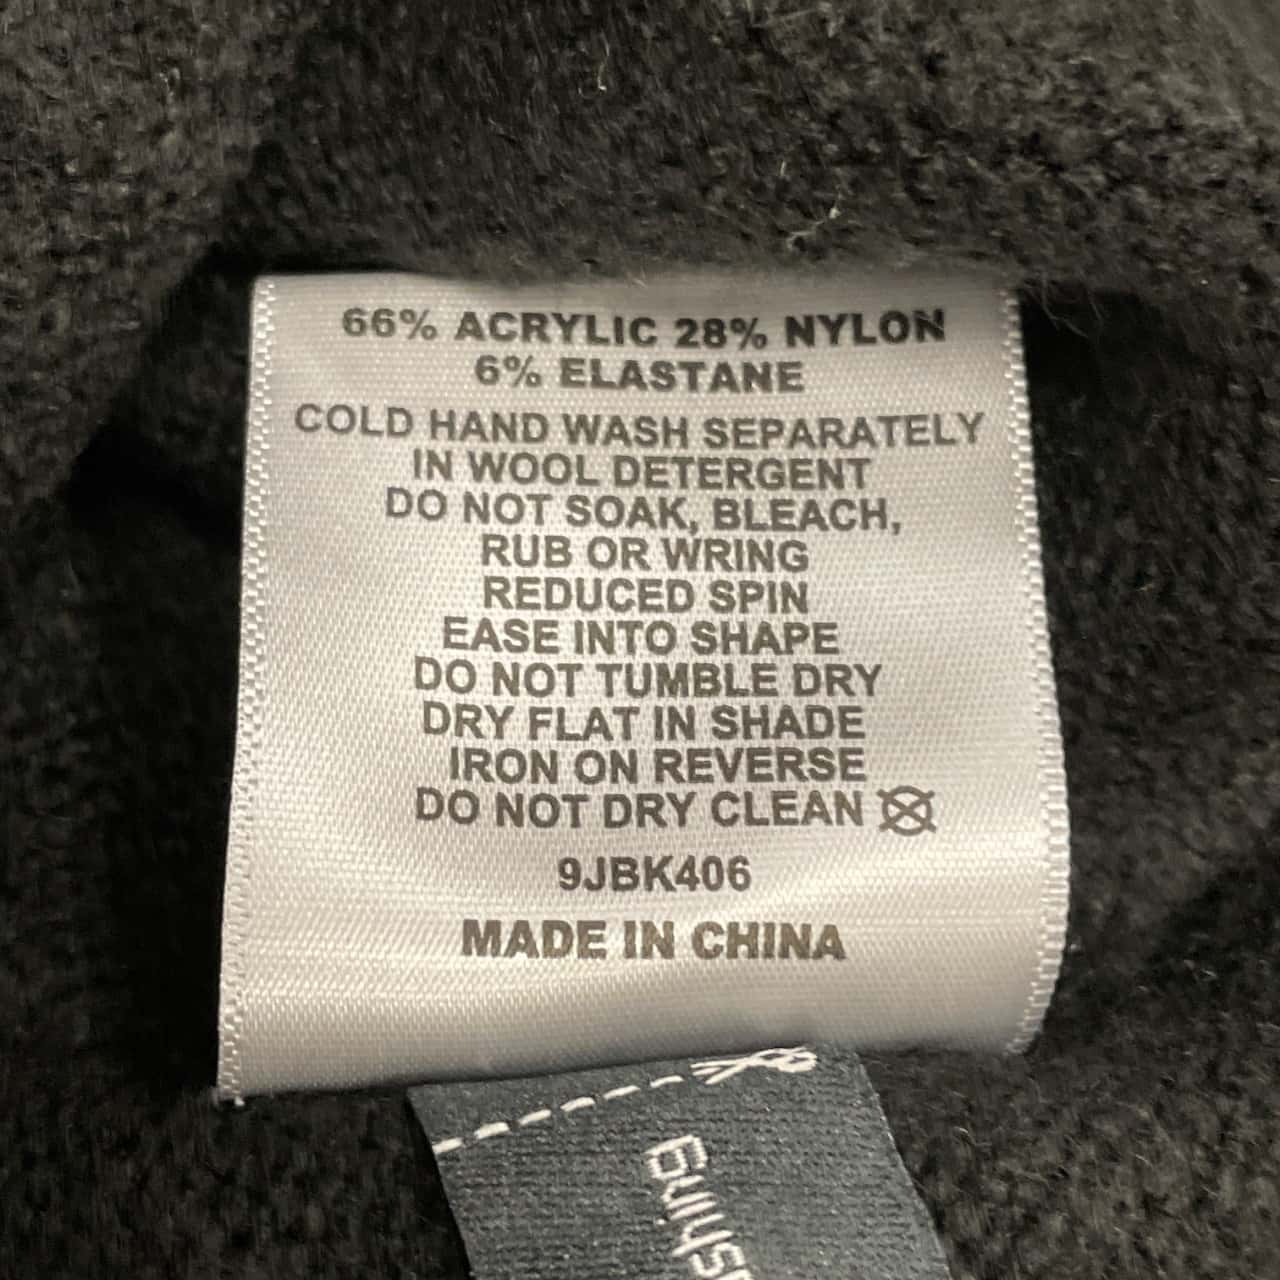 66% ACRYLIC 28% NYLON
6% ELASTANE
COLD HAND WASH SEPARATELY
IN WOOL DETERGENT
DO NOT SOAK, BLEACH,
RUB OR WRING
REDUCED SPIN
EASE INTO SHAPE
DO NOT TUMBLE DRY
DRY FLAT IN SHADE
IRON ON REVERSE
DO NOT DRY CLEAN
9JBK406
MADE IN CHINA